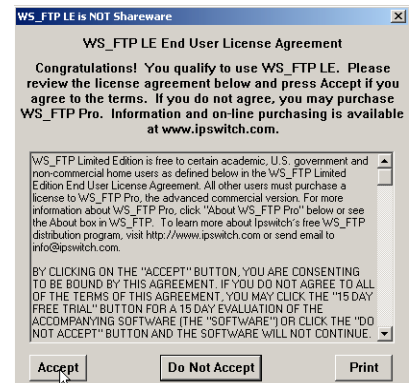 WS_FTP LE is NOT Shareware
WS_FTP LE End User License Agreement
Congratulations! You qualify to use WS_FTP LE. Please
review the license agreement below and press Accept if you
agree to the terms. If you do not agree, you may purchase
WS_FTP Pro. Information and on-line purchasing is available
at www.ipswitch.com.
WS_FTP Limited Edition is free to certain academic, U.S. government and
non-commercial home users as defined below in the WS_FTP Limited
Edition End User License Agreement. All other users must purchase a
license to WS_FTP Pro, the advanced commercial version. For more
information about WS_FTP Pro, click "About WS_FTP Pro" below or see
the About box in WS_FTP. To learn more about Ipswitch's free WS_FTP
distribution program, visit http://www.ipswitch.com or send email to
info@ipswitch.com.
BY CLICKING ON THE "ACCEPT" BUTTON, YOU ARE CONSENTING
TO BE BOUND BY THIS AGREEMENT. IF YOU DO NOT AGREE TO ALL
OF THE TERMS OF THIS AGREEMENT, YOU MAY CLICK THE "15 DAY
FREE TRIAL" BUTTON FOR A 15 DAY EVALUATION OF THE
ACCOMPANYING SOFTWARE (THE "SOFTWARE") OR CLICK THE "DO
NOT ACCEPT" BUTTON AND THE SOFTWARE WILL NOT CONTINUE.
Accept Do Not Accept Print